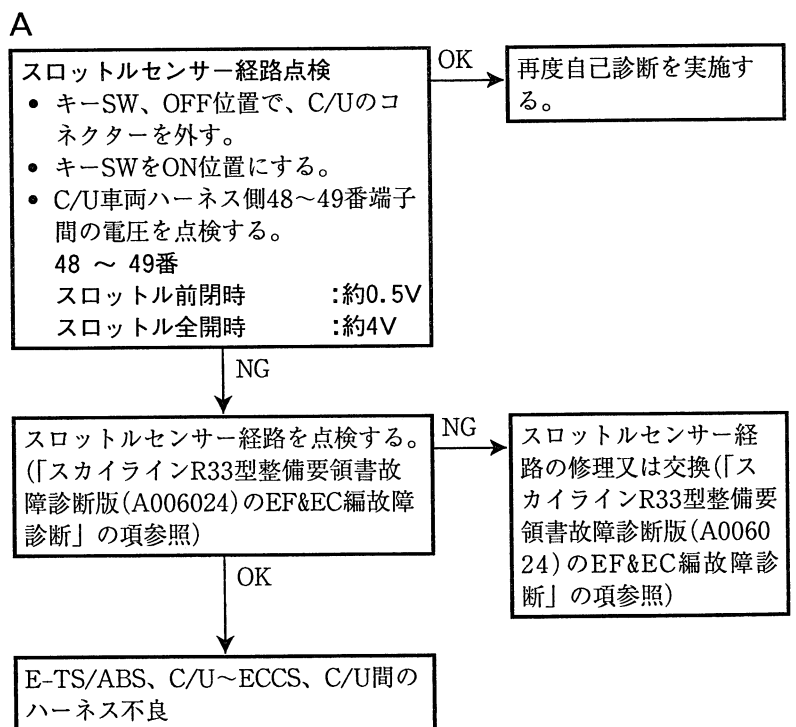 A
スロットルセンサー経路点検
● キーSW、OFF位置で、C/Uのコ
ネクターを外す。
● キーSWをON位置にする。
● C/U車両ハーネス側48～49番端子
間の電圧を点検する。
48 ～ 49番
スロットル前閉時 :約0.5V
スロットル全開時 :約4V
OK
再度自己診断を実施す
る。
NG
スロットルセンサー経路を点検する。
(「スカイラインR33型整備要領書故
障診断版(A006024)のEF&EC編故障
診断」の項参照)
NG
スロットルセンサー経
路の修理又は交換(「ス
カイラインR33型整備要
領書故障診断版(A0060
24)のEF&EC編故障診
断」の項参照)
OK
E-TS/ABS、C/U～ECCS、C/U間の
ハーネス不良